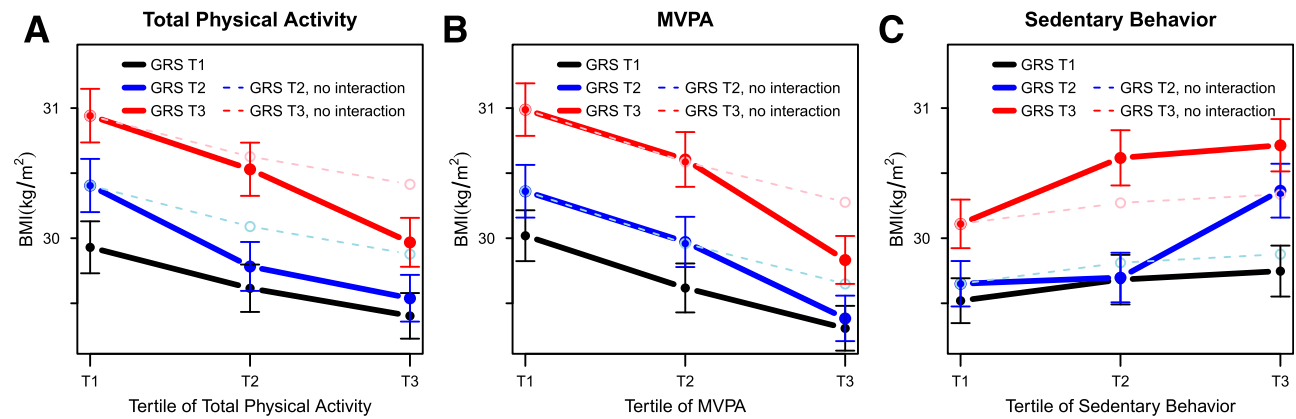 A
Total Physical Activity
GRS T1
GRS T2
GRS T2, no interaction
GRS T3
GRS T3, no interaction
31
30
BMI(kg/m²)
T1
T2
T3
Tertile of Total Physical Activity
B
MVPA
GRS T1
GRS T2
GRS T2, no interaction
GRS T3
GRS T3, no interaction
31
30
BMI(kg/m²)
T1
T2
T3
Tertile of MVPA
C
Sedentary Behavior
GRS T1
GRS T2
GRS T2, no interaction
GRS T3
GRS T3, no interaction
31
30
BMI(kg/m²)
T1
T2
T3
Tertile of Sedentary Behavior